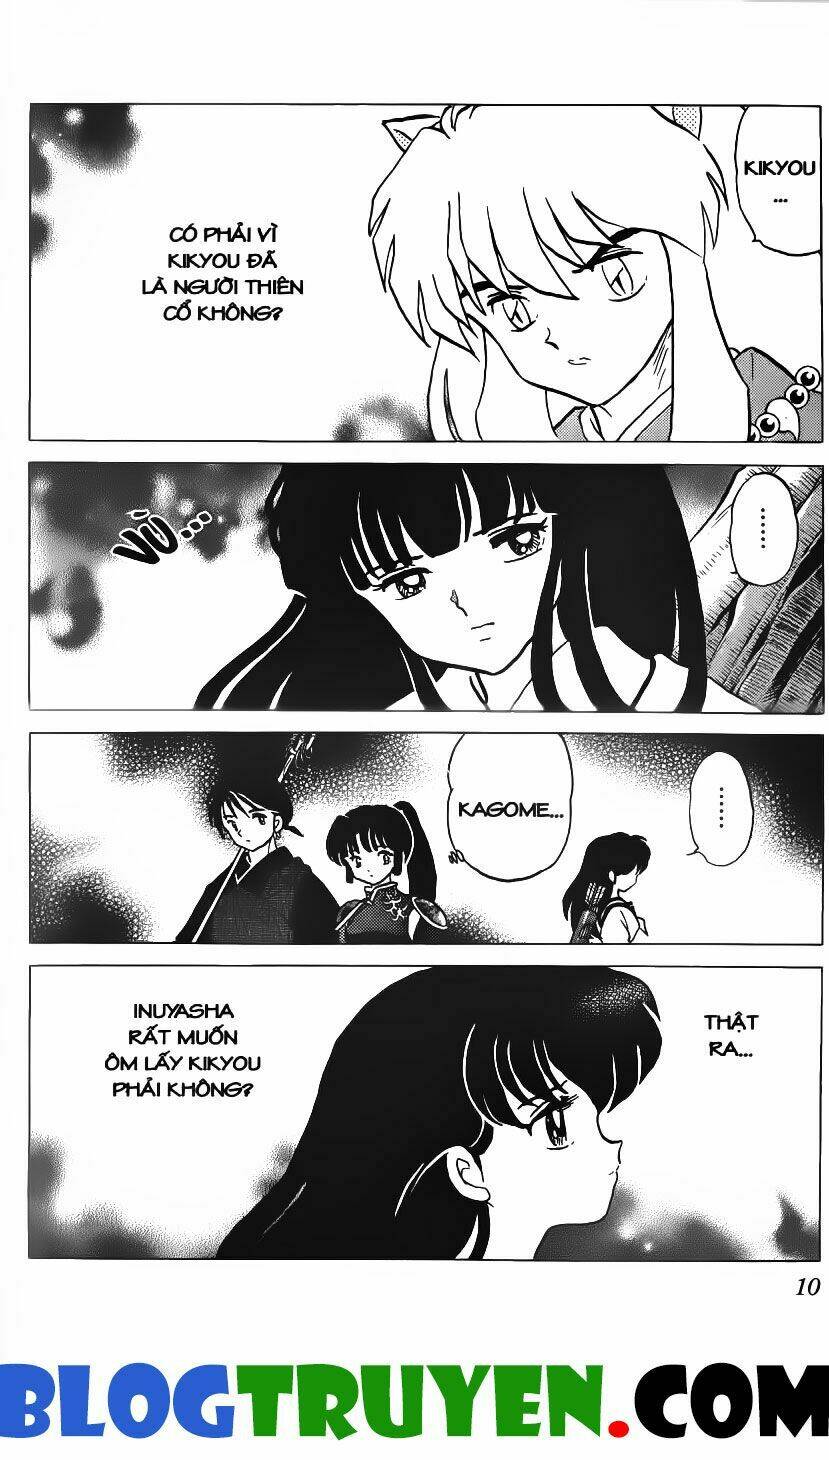 KIKYOU
...
CÓ PHẢI VÌ
KIKYOU ĐÃ
LÀ NGƯỜI THIÊN
CỔ KHÔNG?
........
VÙ...
........
KAGOME...
THẬT
RA...
INUYASHA
RẤT MUỐN
ÔM LẤY KIKYOU
PHẢI KHÔNG?
10
BLOGTRUYEN.COM